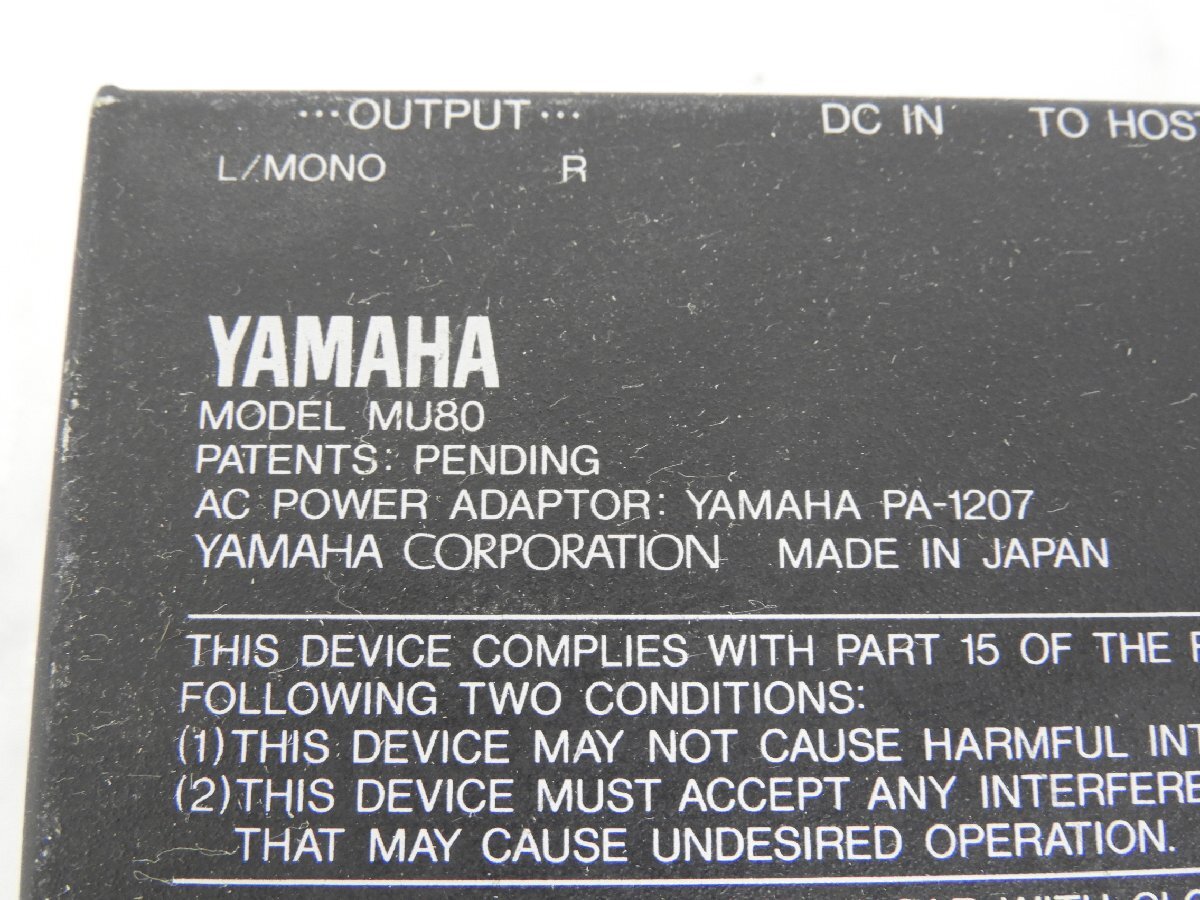 ···OUTPUT··· DC IN TO HOST
L/MONO R
YAMAHA
MODEL MU80
PATENTS: PENDING
AC POWER ADAPTOR: YAMAHA PA-1207
YAMAHA CORPORATION MADE IN JAPAN
THIS DEVICE COMPLIES WITH PART 15 OF THE
FOLLOWING TWO CONDITIONS:
(1) THIS DEVICE MAY NOT CAUSE HARMFUL
(2) THIS DEVICE MUST ACCEPT ANY
THAT MAY CAUSE UNDESIRED OPERATION.